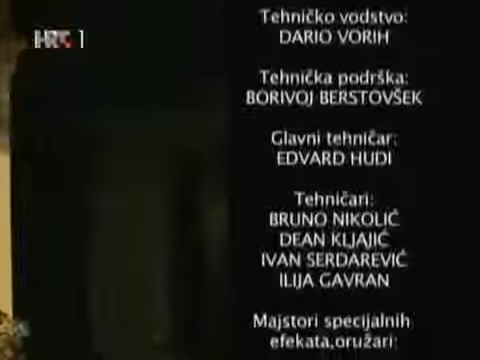 HRT 1
Tehničko vodstvo:
DARIO VORIH
Tehnička podrška:
BORIVOJ BERSTOVŠEK
Glavni tehničar:
EDVARD HUDI
Tehničari:
BRUNO NIKOLIĆ
DEAN KLJAJIĆ
IVAN SERDAREVIĆ
ILIJA GAVRAN
Majstori specijalnih
efekata,oružari: